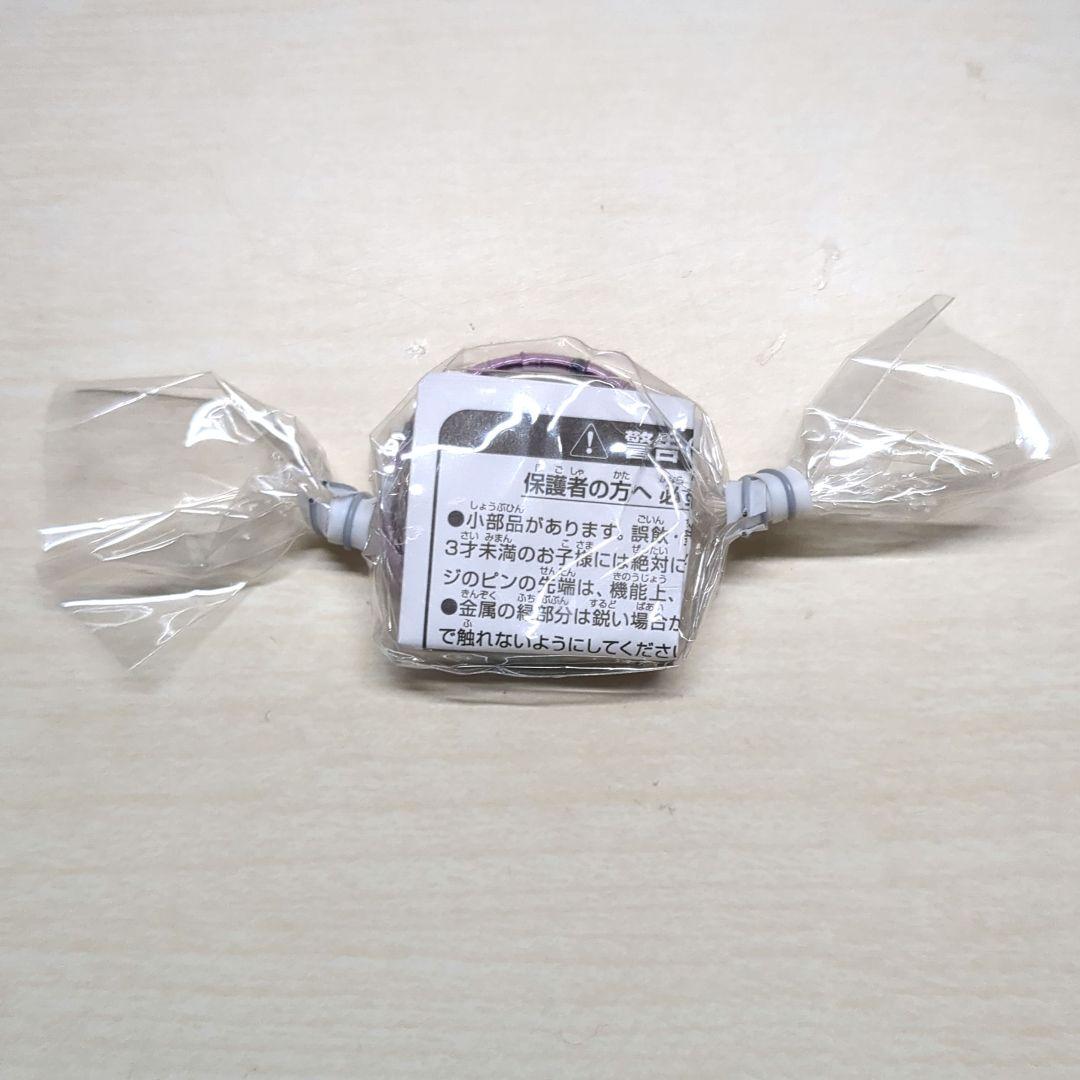 警告
保護者の方へ 必
●小部品があります。誤飲・
3才未満のお子様には絶対に
ジのピンの先端は、機能上、
●金属の縁部分は鋭い場合が
で触れないようにしてくださ